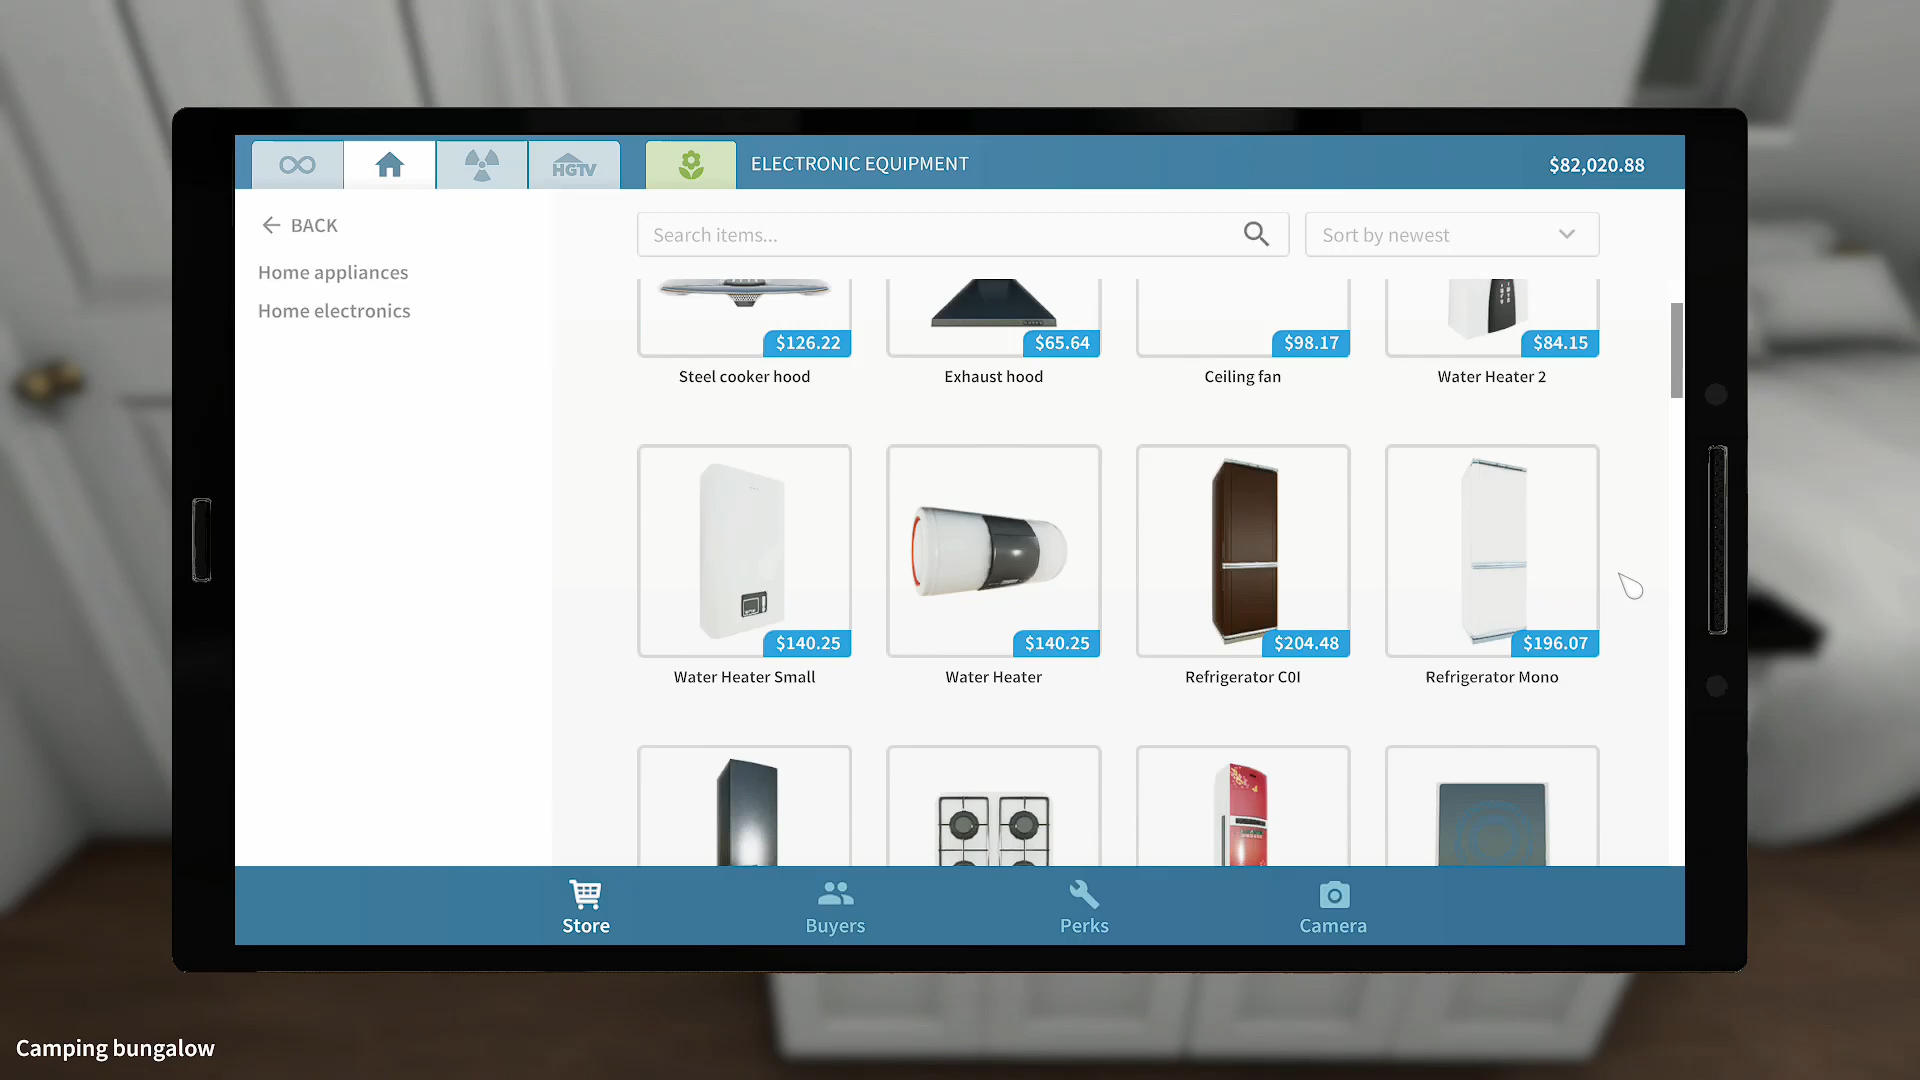 HGTV
ELECTRONIC EQUIPMENT
$82,020.88
BACK
Home appliances
Home electronics
Search items...
Sort by newest
$126.22
$65.64
$98.17
$84.15
Steel cooker hood
Exhaust hood
Ceiling fan
Water Heater 2
$140.25
$140.25
$204.48
$196.07
Water Heater Small
Water Heater
Refrigerator C0I
Refrigerator Mono
Store
Buyers
Perks
Camera
Camping bungalow